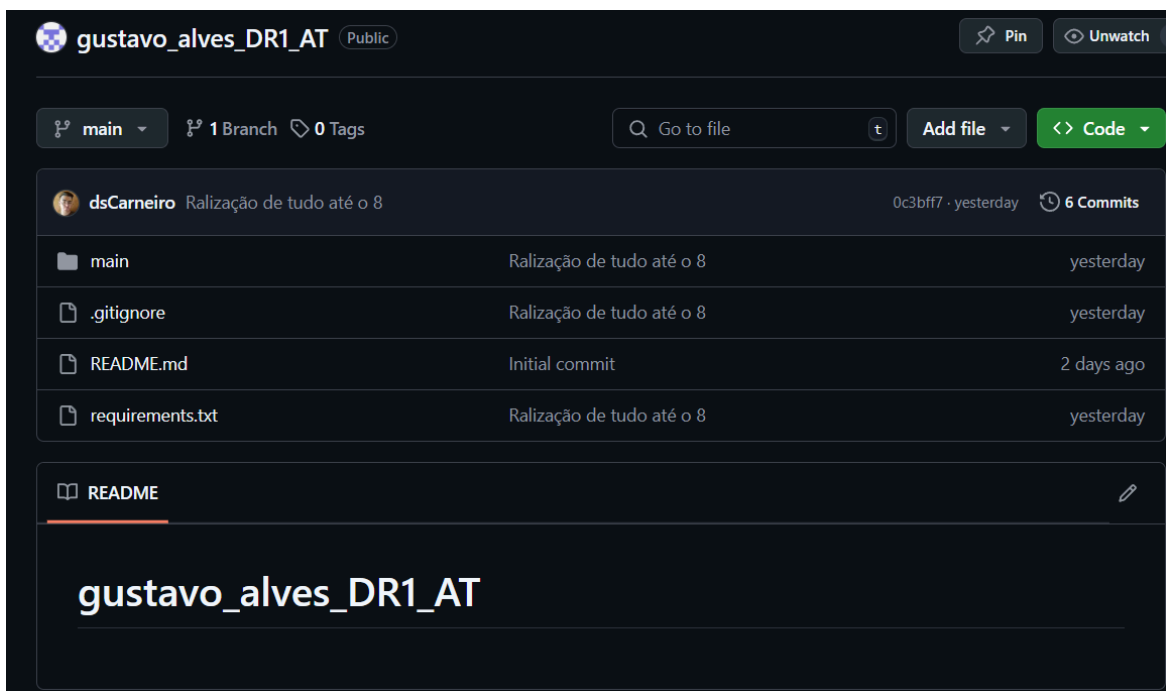 gustavo_alves_DR1_AT Public Pin Unwatch
main 1 Branch 0 Tags Go to file t Add file Code
dsCarneiro Ralização de tudo até o 8 0c3bff7 · yesterday 6 Commits
main Ralização de tudo até o 8 yesterday
.gitignore Ralização de tudo até o 8 yesterday
README.md Initial commit 2 days ago
requirements.txt Ralização de tudo até o 8 yesterday
README
gustavo_alves_DR1_AT